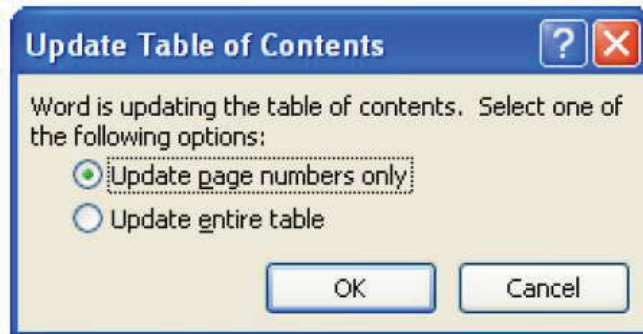 Update Table of Contents
Word is updating the table of contents. Select one of
the following options:
Update page numbers only
Update entire table
OK Cancel